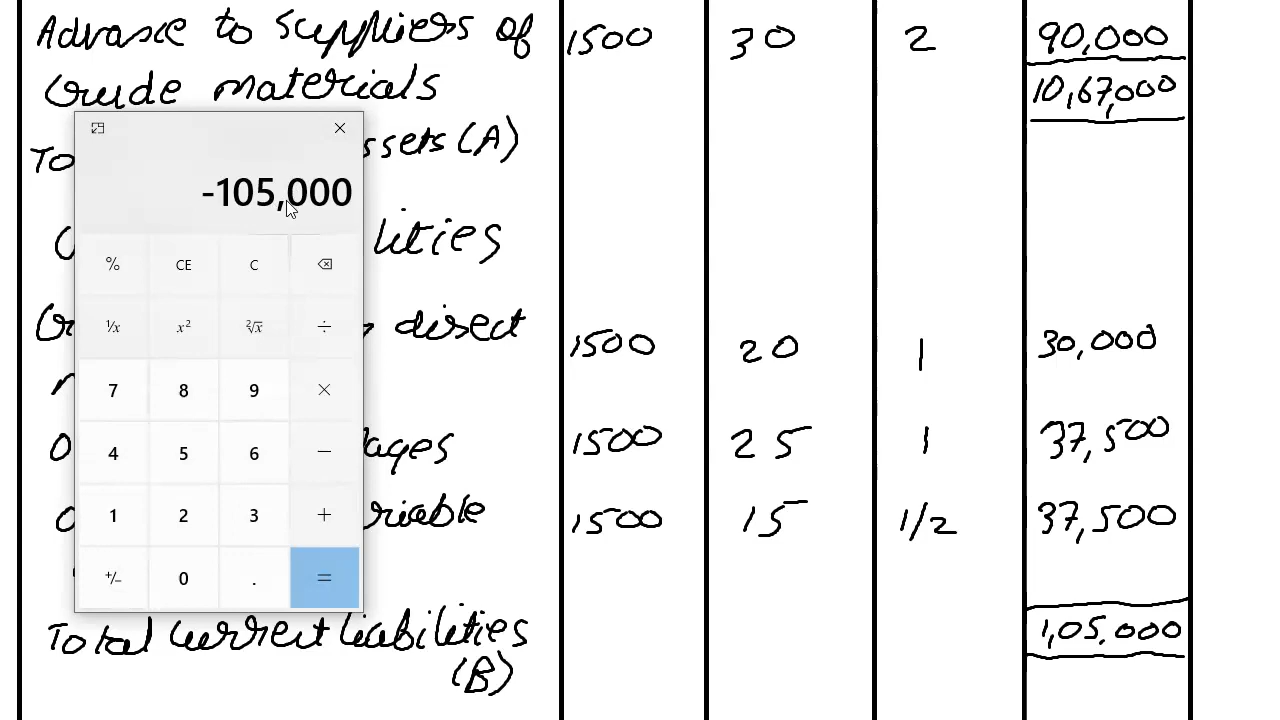 Advance to Suppliers of 1500 30 2 90,000
Crude materials 10,67,000
To ssets (A)
×
-105,000
lities
% CE C
direct 1500 20 1 30,000
1/x x² ²√x ÷
7 8 9 ×
ages 1500 25 1 37,500
4 5 6 −
riable 1500 15 1/2 37,500
1 2 3 +
+/− 0 . =
Total Current liabilities 1,05,000
(B)